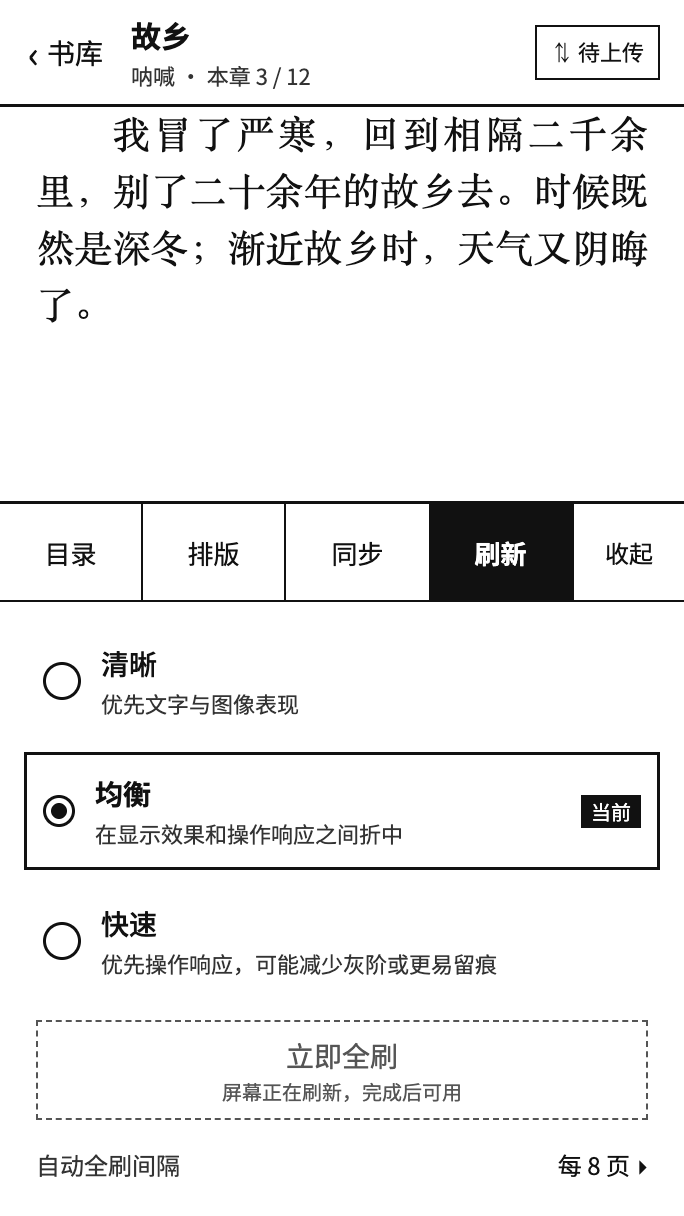 ‹ 书库
故乡
呐喊 · 本章 3 / 12
⇅ 待上传
我冒了严寒，回到相隔二千余
里，别了二十余年的故乡去。时候既
然是深冬；渐近故乡时，天气又阴晦
了。
目录
排版
同步
刷新
收起
清晰
优先文字与图像表现
均衡
在显示效果和操作响应之间折中
当前
快速
优先操作响应，可能减少灰阶或更易留痕
立即全刷
屏幕正在刷新，完成后可用
自动全刷间隔
每 8 页